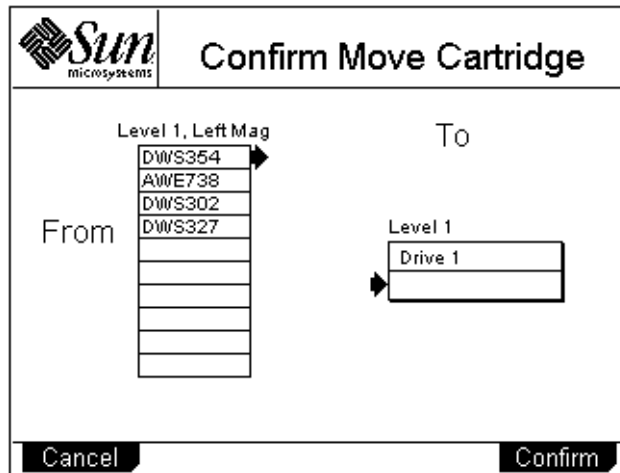 Sun
microsystems
Confirm Move Cartridge
Level 1, Left Mag
To
DWS354
AWE738
DWS302
DWS327
From
Level 1
Drive 1
Cancel
Confirm